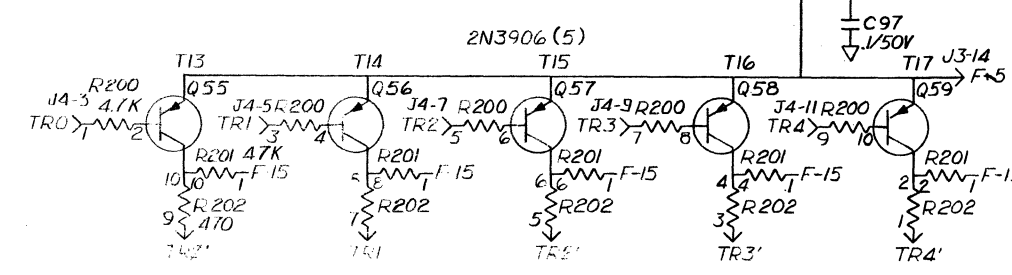 C97
.1/50V
2N3906 (5)
T13 T14 T15 T16 T17 J3-14
F+5
R200 Q55 Q56 Q57 Q58 Q59
J4-3 4.7K J4-5 R200 J4-7 R200 J4-9 R200 J4-11 R200
TR0 1 2 TR1 3 4 TR2 5 6 TR3 7 8 TR4 9 10
R201 47K R201 R201 R201 R201
10 10 1 F-15 8 1 F-15 6 6 1 F-15 4 4 1 F-15 2 2 1
R202 R202 R202 R202 R202
9 470 7 5 3 1
TR3' TR4'